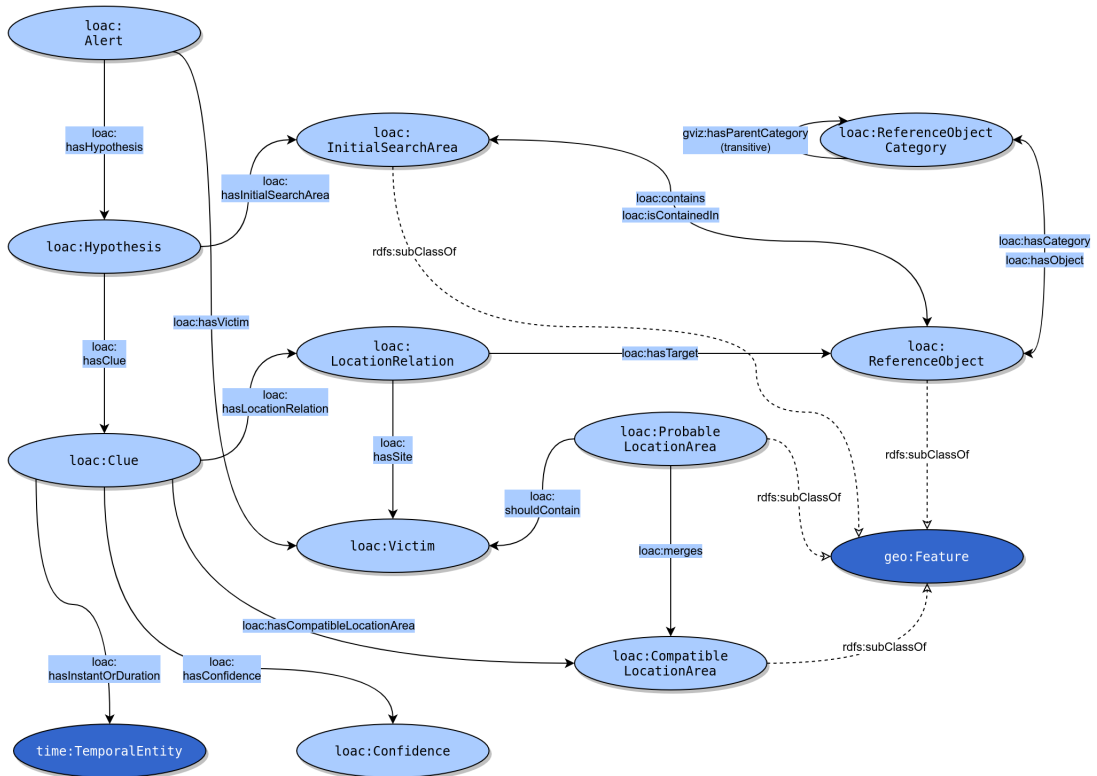 loac:
Alert
loac:
hasHypothesis
loac:
InitialSearchArea
gviz:hasParentCategory
(transitive)
loac:ReferenceObject
Category
loac:
hasInitialSearchArea
loac:contains
loac:isContainedIn
loac:Hypothesis
rdfs:subClassOf
loac:hasCategory
loac:hasObject
loac:hasVictim
loac:
hasClue
loac:
LocationRelation
loac:hasTarget
loac:
ReferenceObject
loac:
hasLocationRelation
loac:
hasSite
loac:Probable
LocationArea
loac:Clue
rdfs:subClassOf
loac:
shouldContain
rdfs:subClassOf
loac:Victim
loac:merges
geo:Feature
loac:hasCompatibleLocationArea
rdfs:subClassOf
loac:
hasInstantOrDuration
loac:
hasConfidence
loac:Compatible
LocationArea
time:TemporalEntity
loac:Confidence